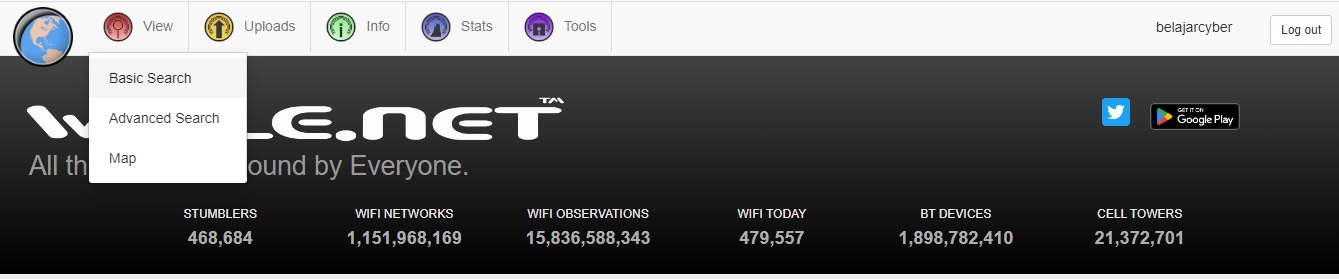 View
Uploads
Info
Stats
Tools
belajarcyber
Log out
Basic Search
Advanced Search
Map
LE.NET™
All th
ound by Everyone.
GET IT ON
Google Play
STUMBLERS
WIFI NETWORKS
WIFI OBSERVATIONS
WIFI TODAY
BT DEVICES
CELL TOWERS
468,684
1,151,968,169
15,836,588,343
479,557
1,898,782,410
21,372,701